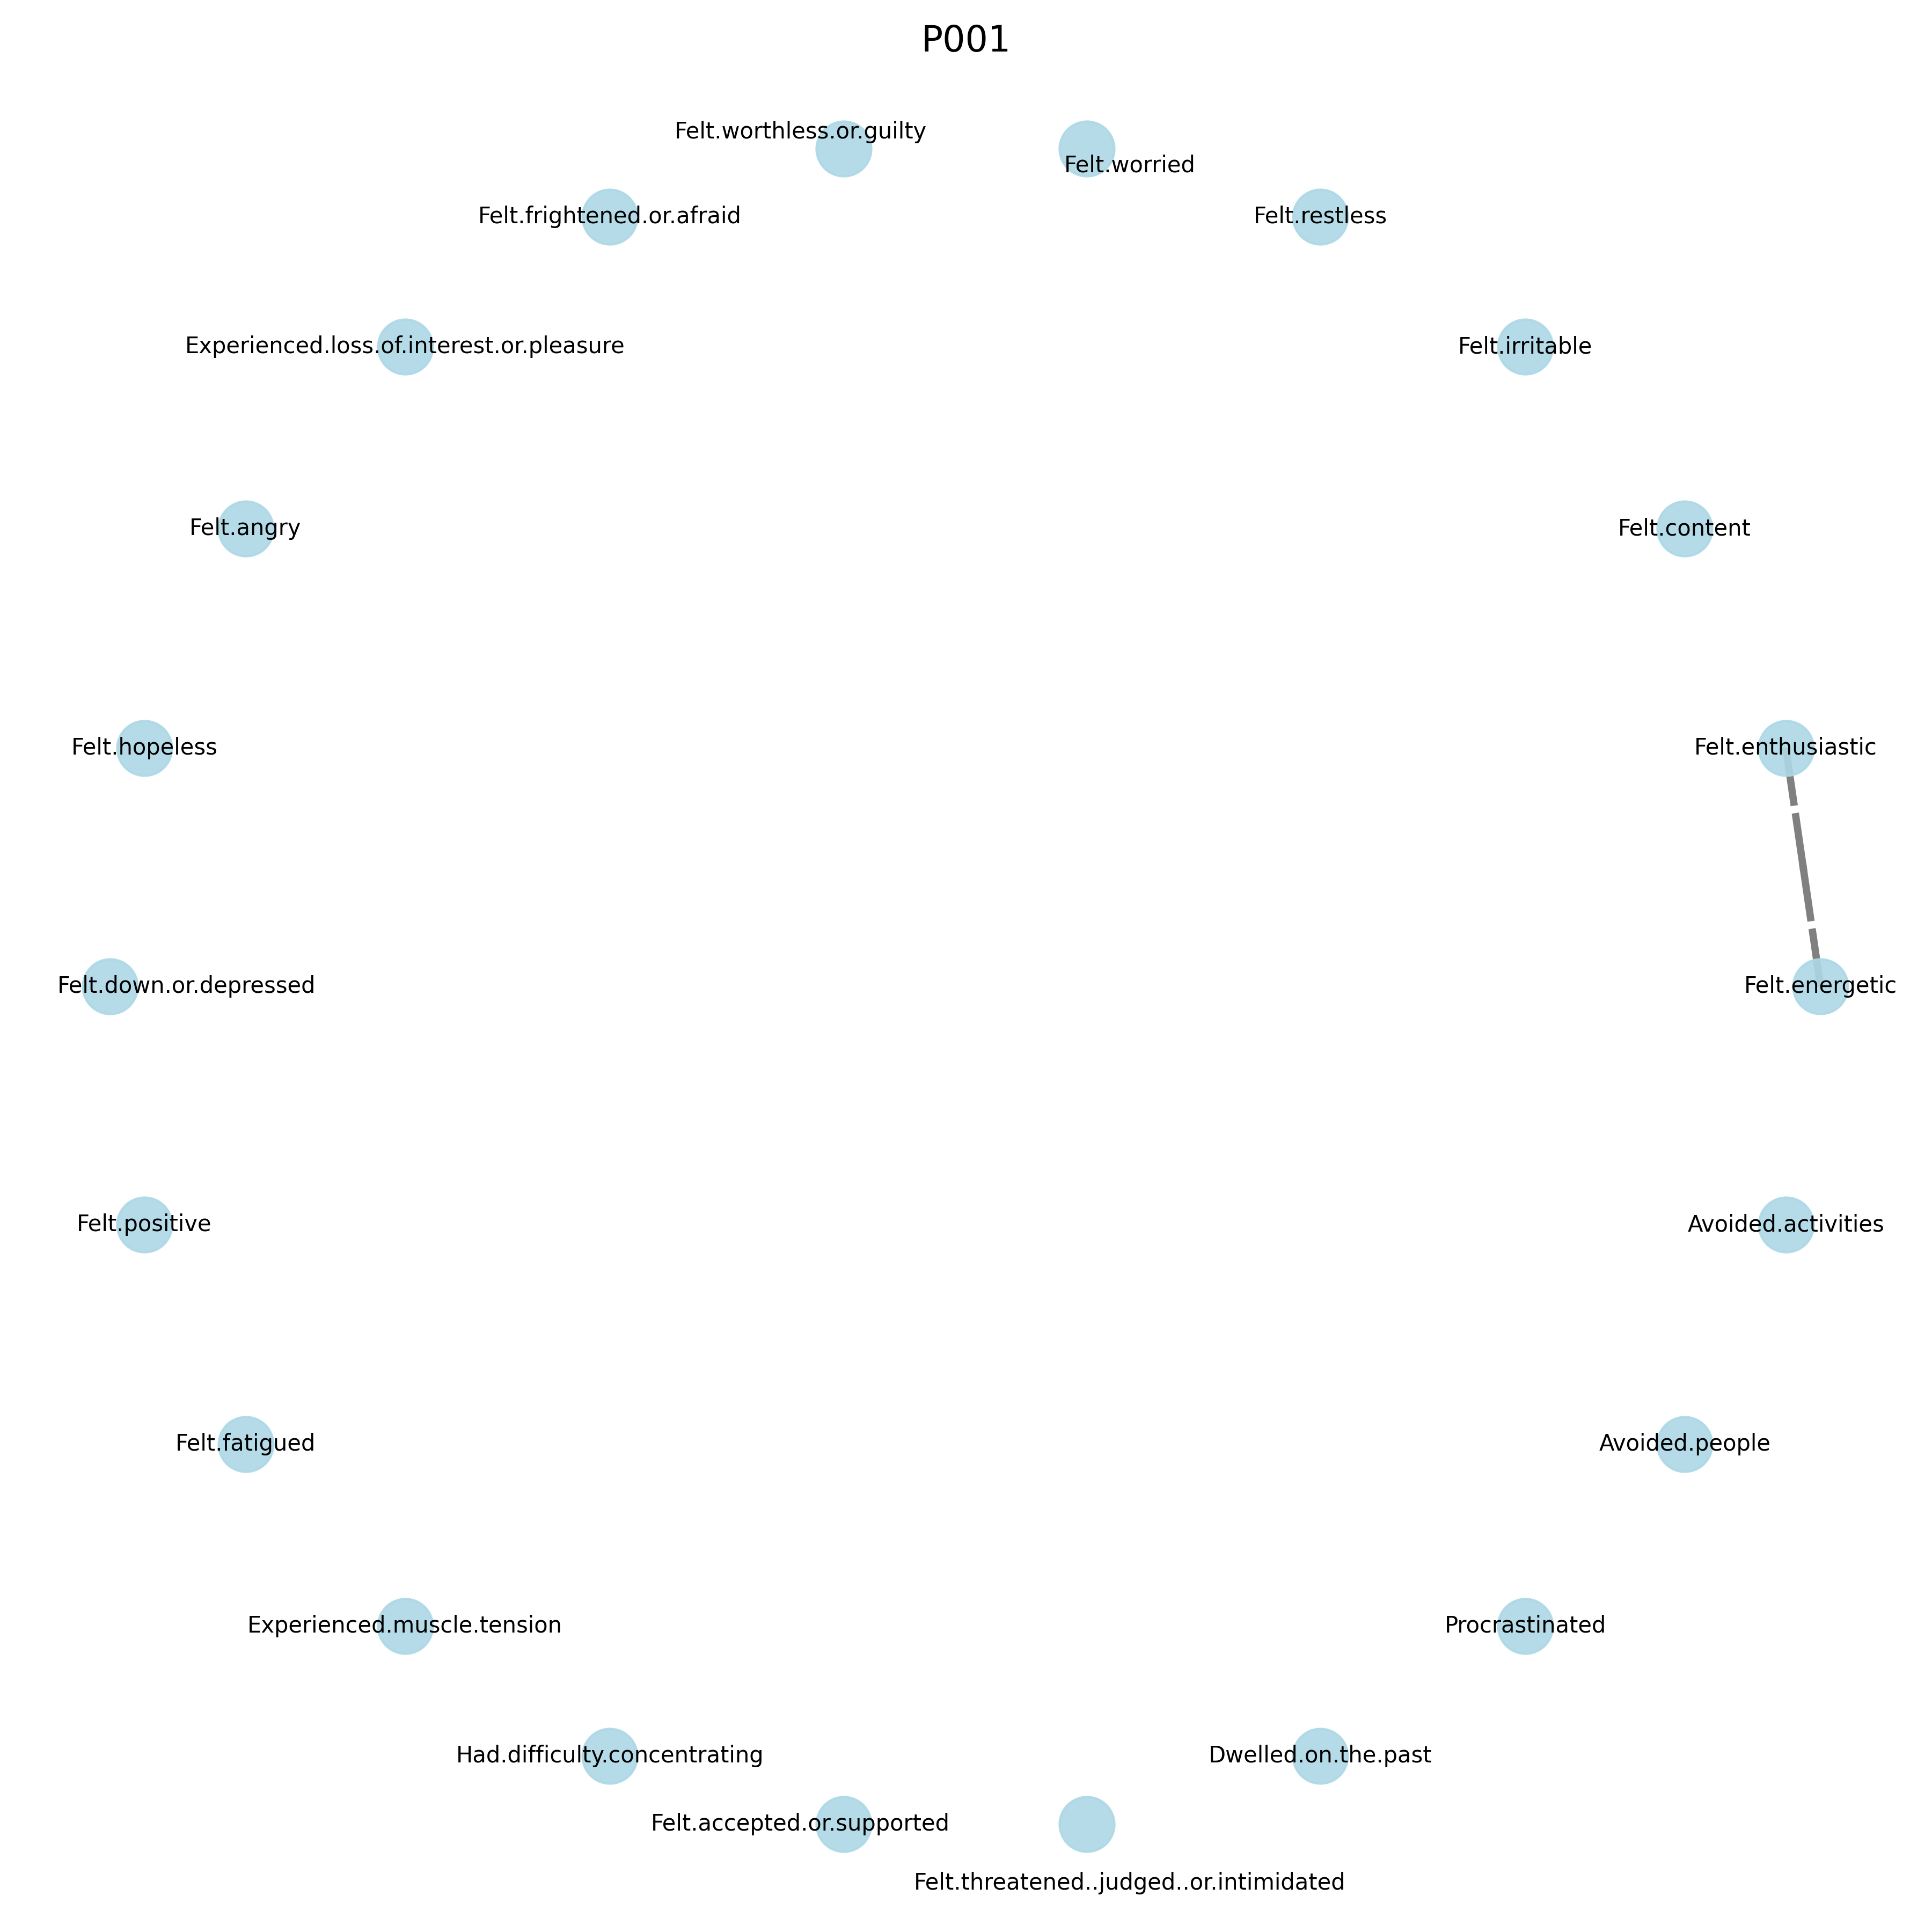 P001
Felt.worthless.or.guilty
Felt.worried
Felt.frightened.or.afraid
Felt.restless
Experienced.loss.of.interest.or.pleasure
Felt.irritable
Felt.angry
Felt.content
Felt.hopeless
Felt.enthusiastic
Felt.down.or.depressed
Felt.energetic
Felt.positive
Avoided.activities
Felt.fatigued
Avoided.people
Experienced.muscle.tension
Procrastinated
Had.difficulty.concentrating
Dwelled.on.the.past
Felt.accepted.or.supported
Felt.threatened..judged..or.intimidated